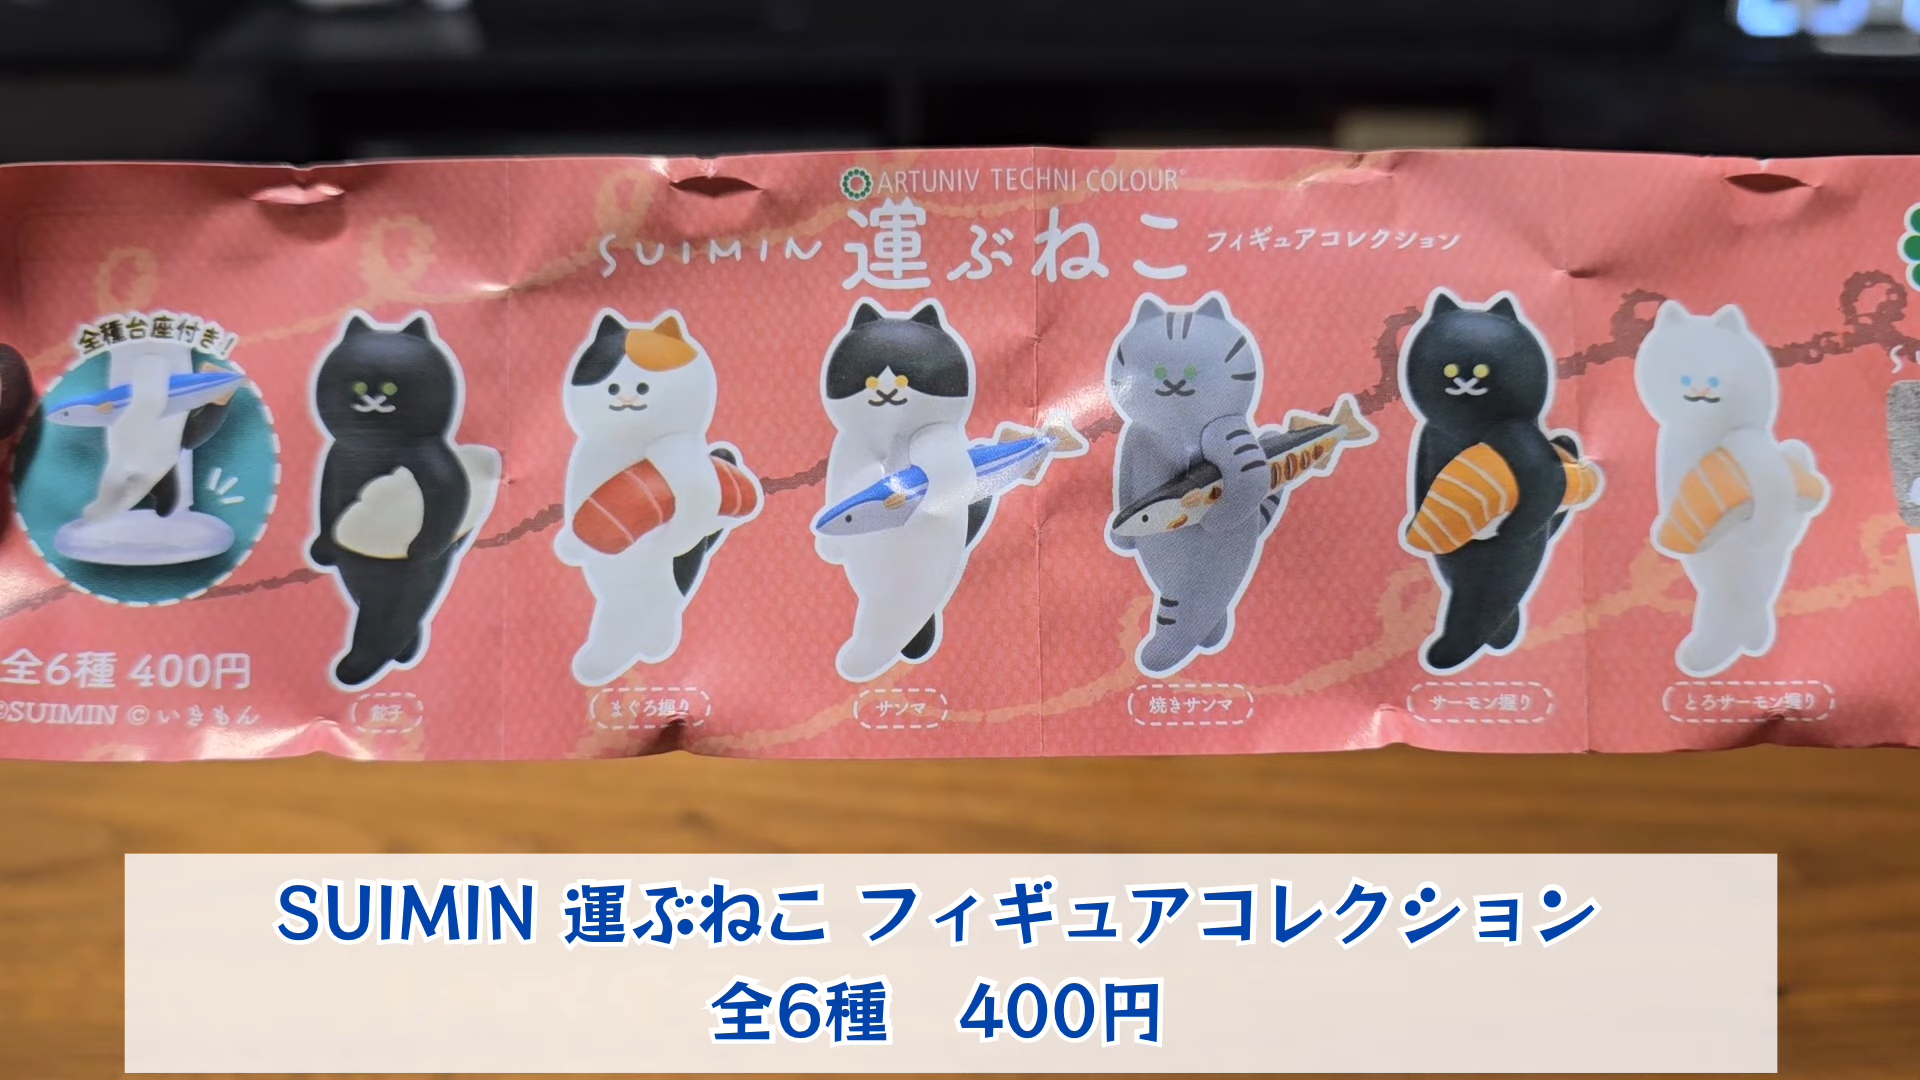 ARTUNIV TECHNI COLOUR
SUIMIN 運ぶねこ フィギュアコレクション
全種台座付き!
全6種 400円
©SUIMIN © いきもん
餃子
まぐろ握り
サンマ
焼きサンマ
サーモン握り
とろサーモン握り
SUIMIN 運ぶねこ フィギュアコレクション
全6種 400円